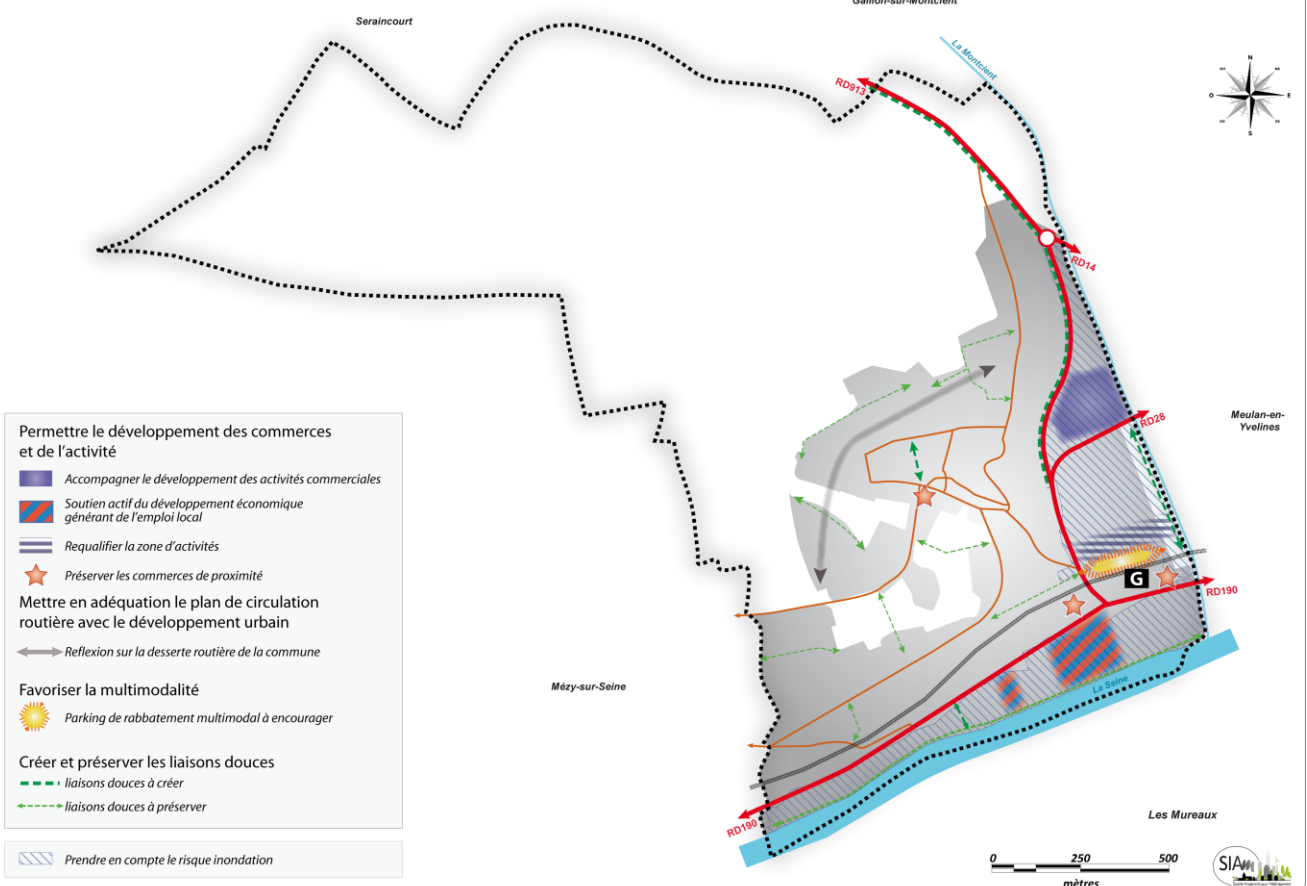 Seraincourt
Gaillon-sur-Montcient
La Montcient
RD913
N
O
E
S
RD14
Meulan-en-
Yvelines
RD28
G
RD190
La Seine
Mézy-sur-Seine
RD190
Les Mureaux
Permettre le développement des commerces
et de l'activité
Accompagner le développement des activités commerciales
Soutien actif du développement économique
générant de l'emploi local
Requalifier la zone d'activités
Préserver les commerces de proximité
Mettre en adéquation le plan de circulation
routière avec le développement urbain
Reflexion sur la desserte routière de la commune
Favoriser la multimodalité
Parking de rabbatement multimodal à encourager
Créer et préserver les liaisons douces
liaisons douces à créer
liaisons douces à préserver
Prendre en compte le risque inondation
0 250 500
mètres
SIAm